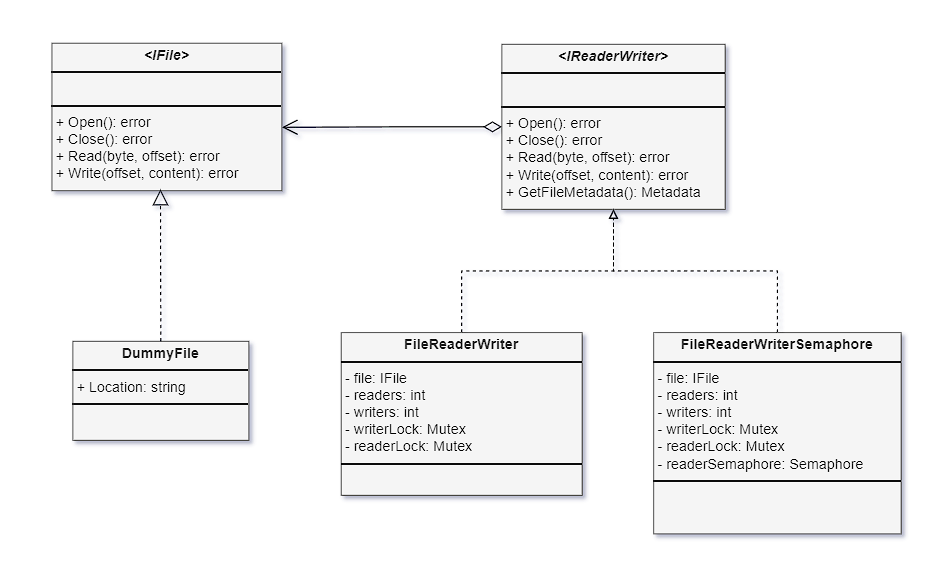 <IFile>
+ Open(): error
+ Close(): error
+ Read(byte, offset): error
+ Write(offset, content): error
<IReaderWriter>
+ Open(): error
+ Close(): error
+ Read(byte, offset): error
+ Write(offset, content): error
+ GetFileMetadata(): Metadata
DummyFile
+ Location: string
FileReaderWriter
- file: IFile
- readers: int
- writers: int
- writerLock: Mutex
- readerLock: Mutex
FileReaderWriterSemaphore
- file: IFile
- readers: int
- writers: int
- writerLock: Mutex
- readerLock: Mutex
- readerSemaphore: Semaphore